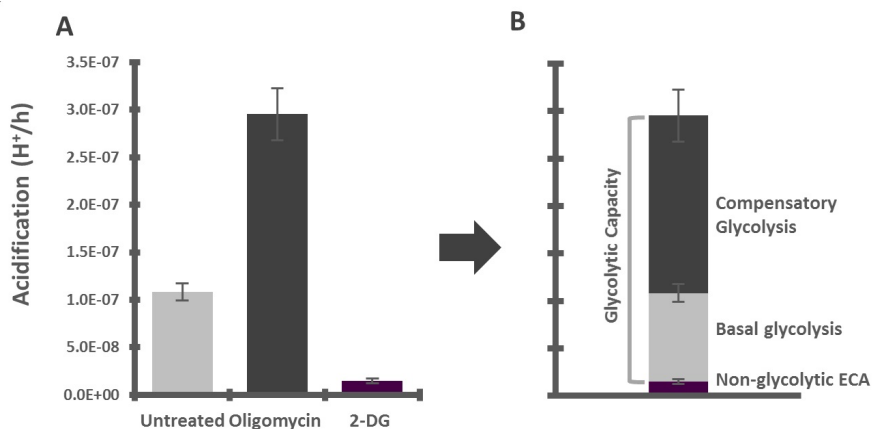 A
B
3.5E-07
3.0E-07
2.5E-07
2.0E-07
1.5E-07
1.0E-07
5.0E-08
0.0E+00
Acidification (H⁺/h)
Untreated Oligomycin 2-DG
Glycolytic Capacity
Compensatory
Glycolysis
Basal glycolysis
Non-glycolytic ECA